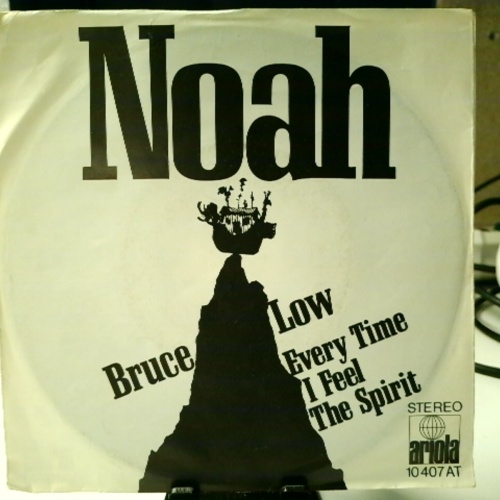 Noah
Bruce Low
Every Time
I Feel
The Spirit
STEREO
ariola
10 407 AT